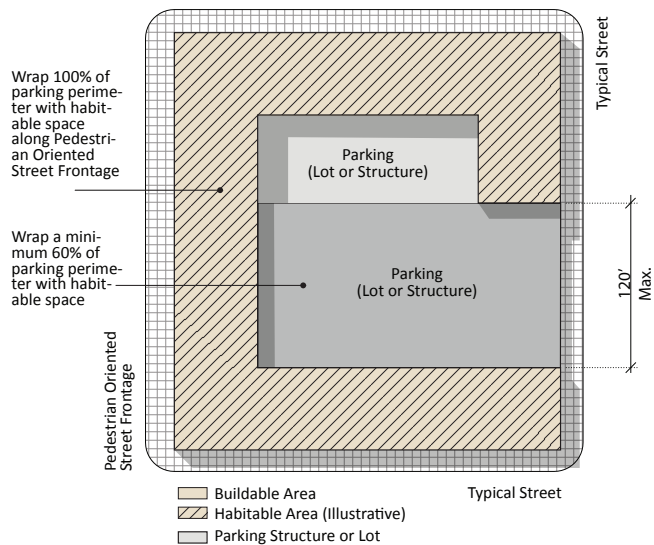 Wrap 100% of
parking perime-
ter with habit-
able space
along Pedestri-
an Oriented
Street Frontage
Wrap a mini-
mum 60% of
parking perime-
ter with habit-
able space
Typical Street
Parking
(Lot or Structure)
Parking
(Lot or Structure)
120'
Max.
Pedestrian Oriented
Street Frontage
Typical Street
Buildable Area
Habitable Area (Illustrative)
Parking Structure or Lot